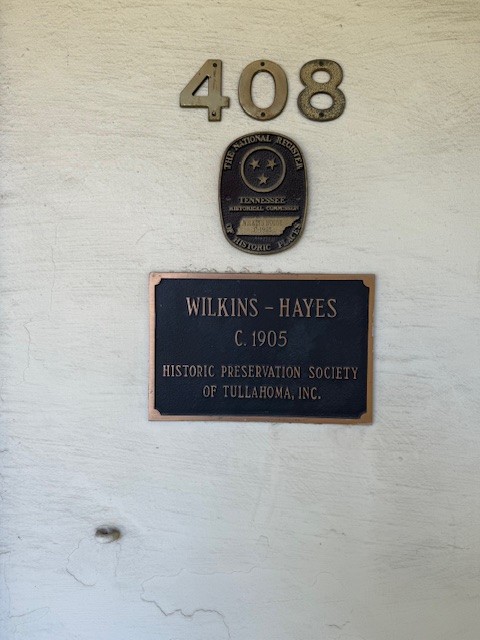 408
THE NATIONAL REGISTER
TENNESSEE
HISTORICAL COMMISSION
OF HISTORIC PLACES
WILKINS - HAYES
C. 1905
HISTORIC PRESERVATION SOCIETY
OF TULLAHOMA, INC.